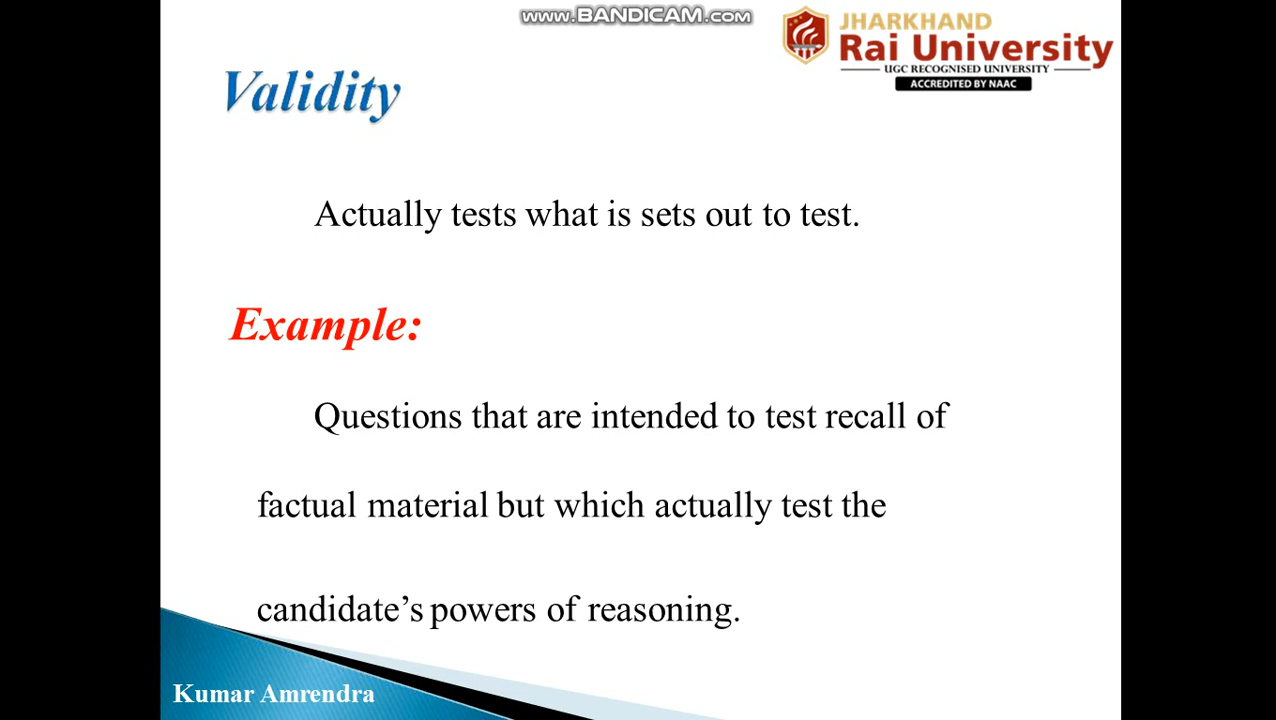 www.BANDICAM.com
JHARKHAND
Rai University
UGC RECOGNISED UNIVERSITY
ACCREDITED BY NAAC
Validity
Actually tests what is sets out to test.
Example:
Questions that are intended to test recall of
factual material but which actually test the
candidate’s powers of reasoning.
Kumar Amrendra